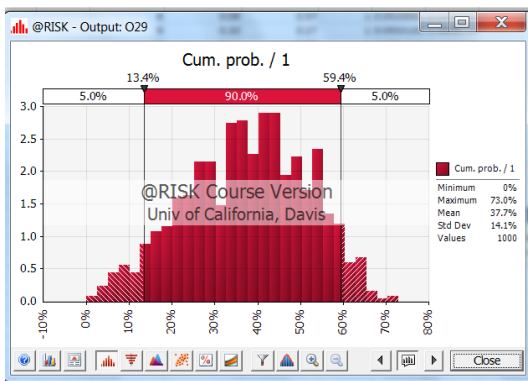 @RISK - Output: O29
Cum. prob. / 1
13.4% 59.4%
5.0% 90.0% 5.0%
3.0
2.5
2.0
1.5
1.0
0.5
0.0
-10% 0% 10% 20% 30% 40% 50% 60% 70% 80%
@RISK Course Version
Univ of California, Davis
Cum. prob. / 1
Minimum 0%
Maximum 73.0%
Mean 37.7%
Std Dev 14.1%
Values 1000
Close